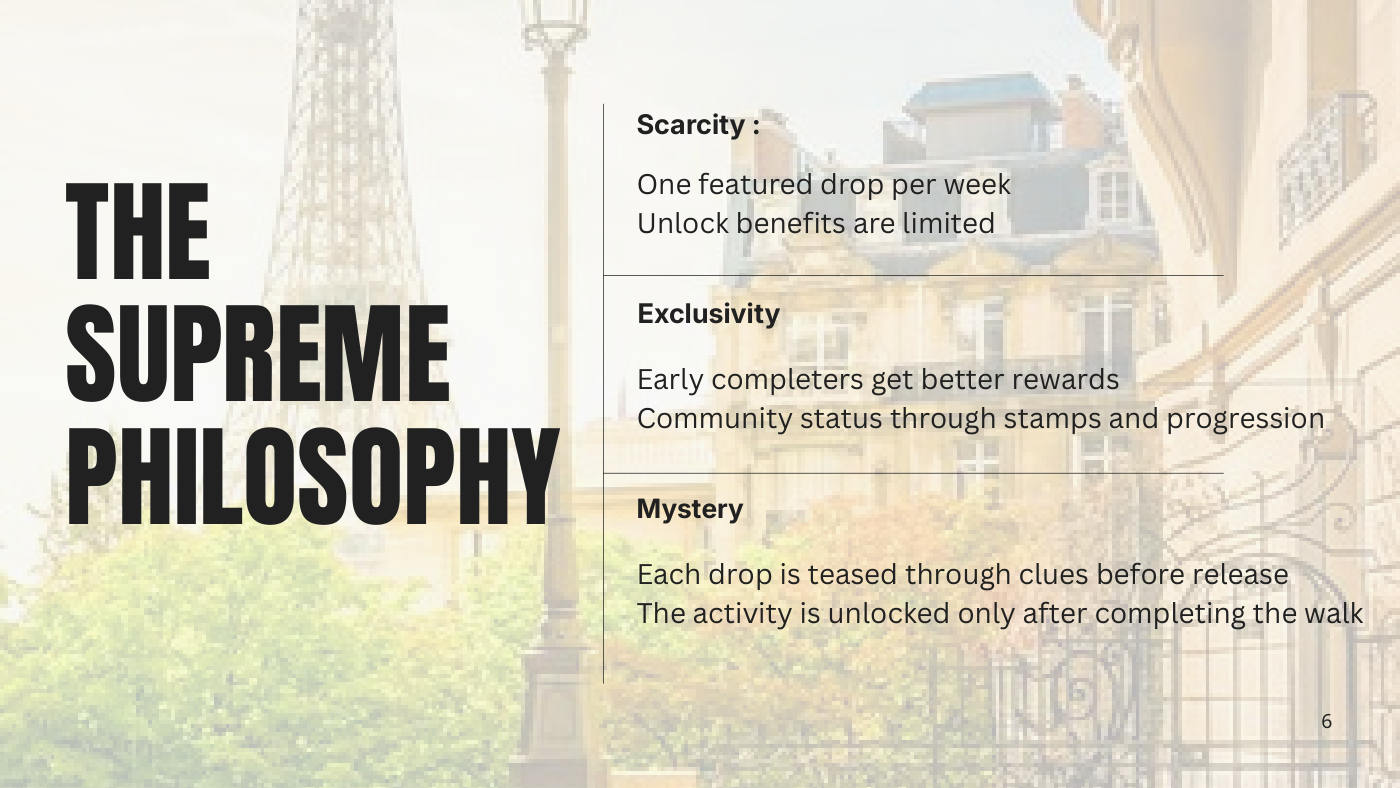 THE
SUPREME
PHILOSOPHY
Scarcity :
One featured drop per week
Unlock benefits are limited
Exclusivity
Early completers get better rewards
Community status through stamps and progression
Mystery
Each drop is teased through clues before release
The activity is unlocked only after completing the walk
6